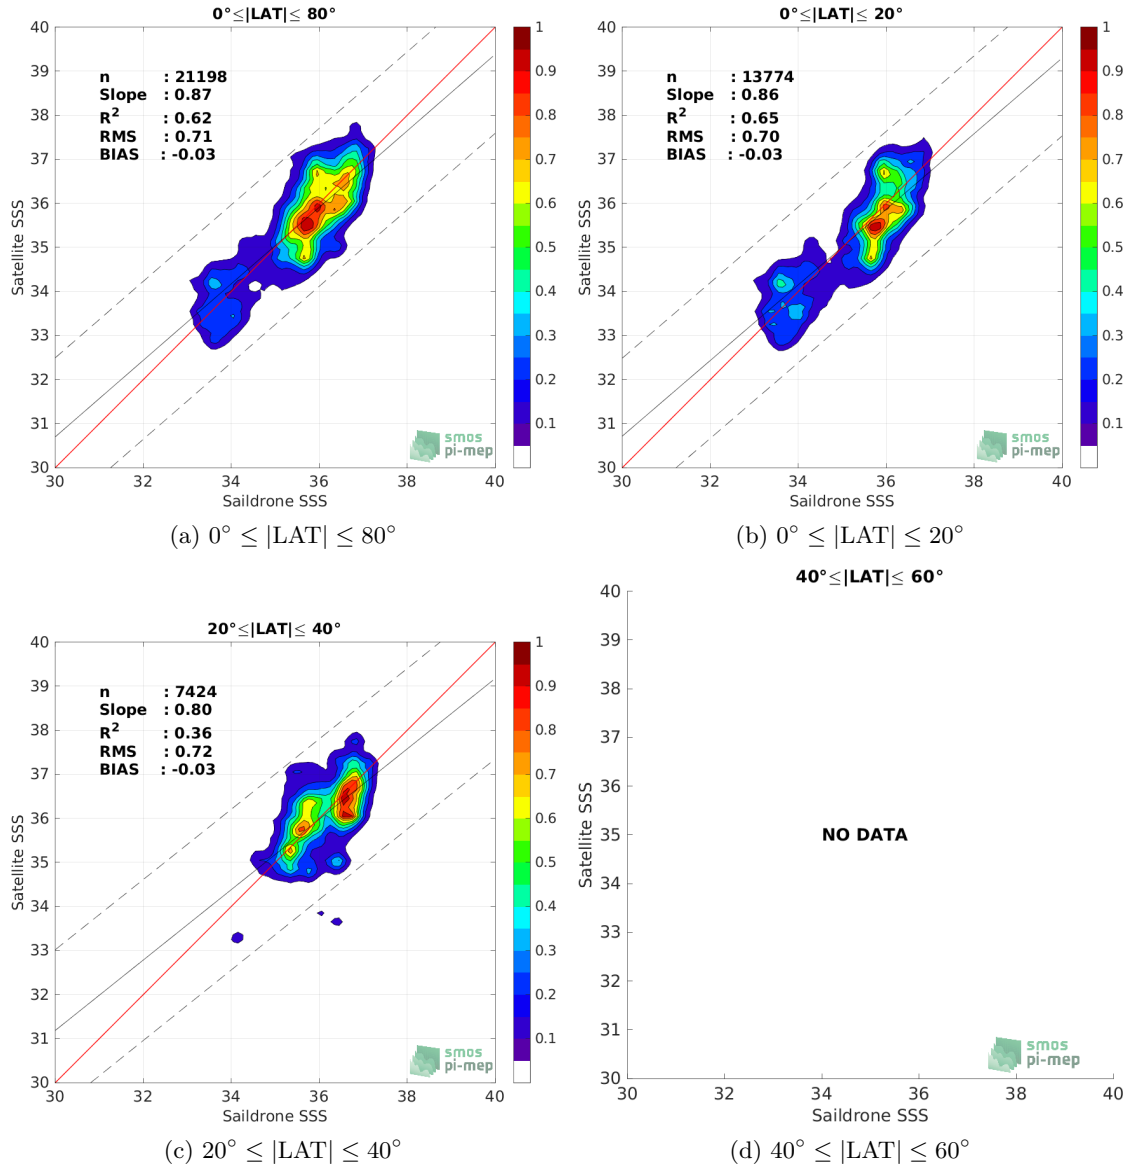 0°≤|LAT|≤ 80°
40
39
38
37
36
35
34
33
32
31
30
30 32 34 36 38 40
Satellite SSS
Saildrone SSS
n : 21198
Slope : 0.87
R² : 0.62
RMS : 0.71
BIAS : -0.03
1
0.9
0.8
0.7
0.6
0.5
0.4
0.3
0.2
0.1
smos
pi-mep
(a) 0° ≤ |LAT| ≤ 80°
0°≤|LAT|≤ 20°
40
39
38
37
36
35
34
33
32
31
30
30 32 34 36 38 40
Satellite SSS
Saildrone SSS
n : 13774
Slope : 0.86
R² : 0.65
RMS : 0.70
BIAS : -0.03
1
0.9
0.8
0.7
0.6
0.5
0.4
0.3
0.2
0.1
smos
pi-mep
(b) 0° ≤ |LAT| ≤ 20°
20°≤|LAT|≤ 40°
40
39
38
37
36
35
34
33
32
31
30
30 32 34 36 38 40
Satellite SSS
Saildrone SSS
n : 7424
Slope : 0.80
R² : 0.36
RMS : 0.72
BIAS : -0.03
1
0.9
0.8
0.7
0.6
0.5
0.4
0.3
0.2
0.1
smos
pi-mep
(c) 20° ≤ |LAT| ≤ 40°
40°≤|LAT|≤ 60°
40
39
38
37
36
35
34
33
32
31
30
30 32 34 36 38 40
Satellite SSS
Saildrone SSS
NO DATA
smos
pi-mep
(d) 40° ≤ |LAT| ≤ 60°